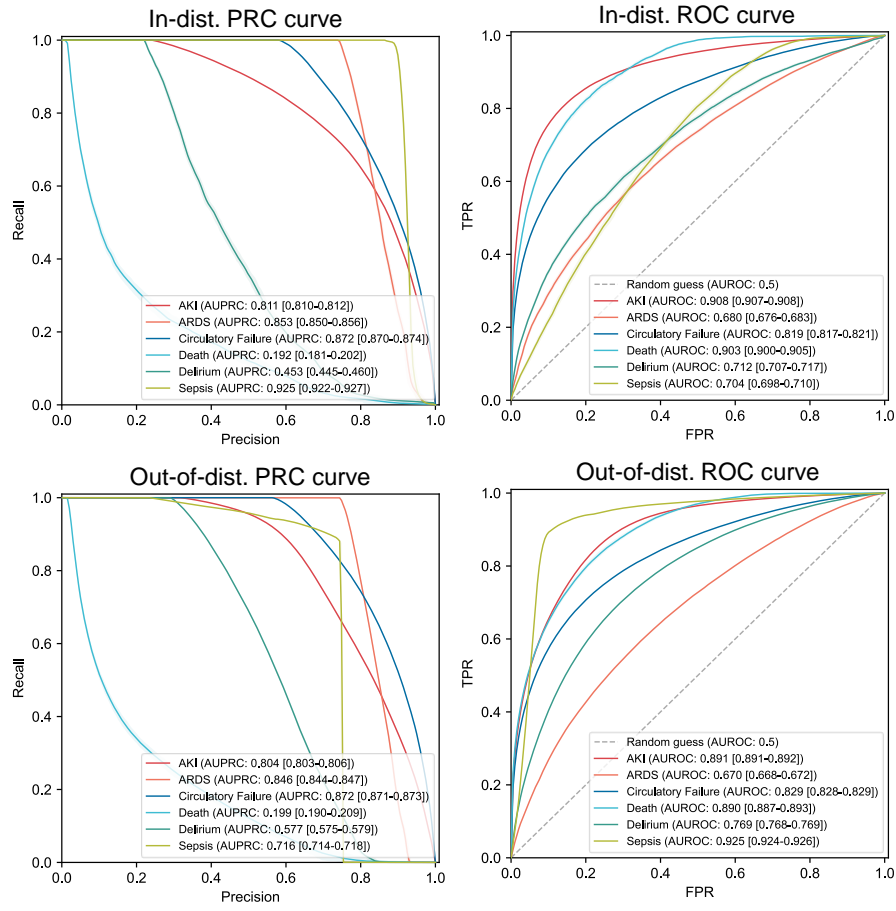 In-dist. PRC curve
1.0
0.8
0.6
0.4
0.2
0.0
Recall
0.0
0.2
0.4
0.6
0.8
1.0
Precision
AKI (AUPRC: 0.811 [0.810-0.812])
ARDS (AUPRC: 0.853 [0.850-0.856])
Circulatory Failure (AUPRC: 0.872 [0.870-0.874])
Death (AUPRC: 0.192 [0.181-0.202])
Delirium (AUPRC: 0.453 [0.445-0.460])
Sepsis (AUPRC: 0.925 [0.922-0.927])
In-dist. ROC curve
1.0
0.8
0.6
0.4
0.2
0.0
TPR
0.0
0.2
0.4
0.6
0.8
1.0
FPR
Random guess (AUROC: 0.5)
AKI (AUROC: 0.908 [0.907-0.908])
ARDS (AUROC: 0.680 [0.676-0.683])
Circulatory Failure (AUROC: 0.819 [0.817-0.821])
Death (AUROC: 0.903 [0.900-0.905])
Delirium (AUROC: 0.712 [0.707-0.717])
Sepsis (AUROC: 0.704 [0.698-0.710])
Out-of-dist. PRC curve
1.0
0.8
0.6
0.4
0.2
0.0
Recall
0.0
0.2
0.4
0.6
0.8
1.0
Precision
AKI (AUPRC: 0.804 [0.803-0.806])
ARDS (AUPRC: 0.846 [0.844-0.847])
Circulatory Failure (AUPRC: 0.872 [0.871-0.873])
Death (AUPRC: 0.199 [0.190-0.209])
Delirium (AUPRC: 0.577 [0.575-0.579])
Sepsis (AUPRC: 0.716 [0.714-0.718])
Out-of-dist. ROC curve
1.0
0.8
0.6
0.4
0.2
0.0
TPR
0.0
0.2
0.4
0.6
0.8
1.0
FPR
Random guess (AUROC: 0.5)
AKI (AUROC: 0.891 [0.891-0.892])
ARDS (AUROC: 0.670 [0.668-0.672])
Circulatory Failure (AUROC: 0.829 [0.828-0.829])
Death (AUROC: 0.890 [0.887-0.893])
Delirium (AUROC: 0.769 [0.768-0.769])
Sepsis (AUROC: 0.925 [0.924-0.926])